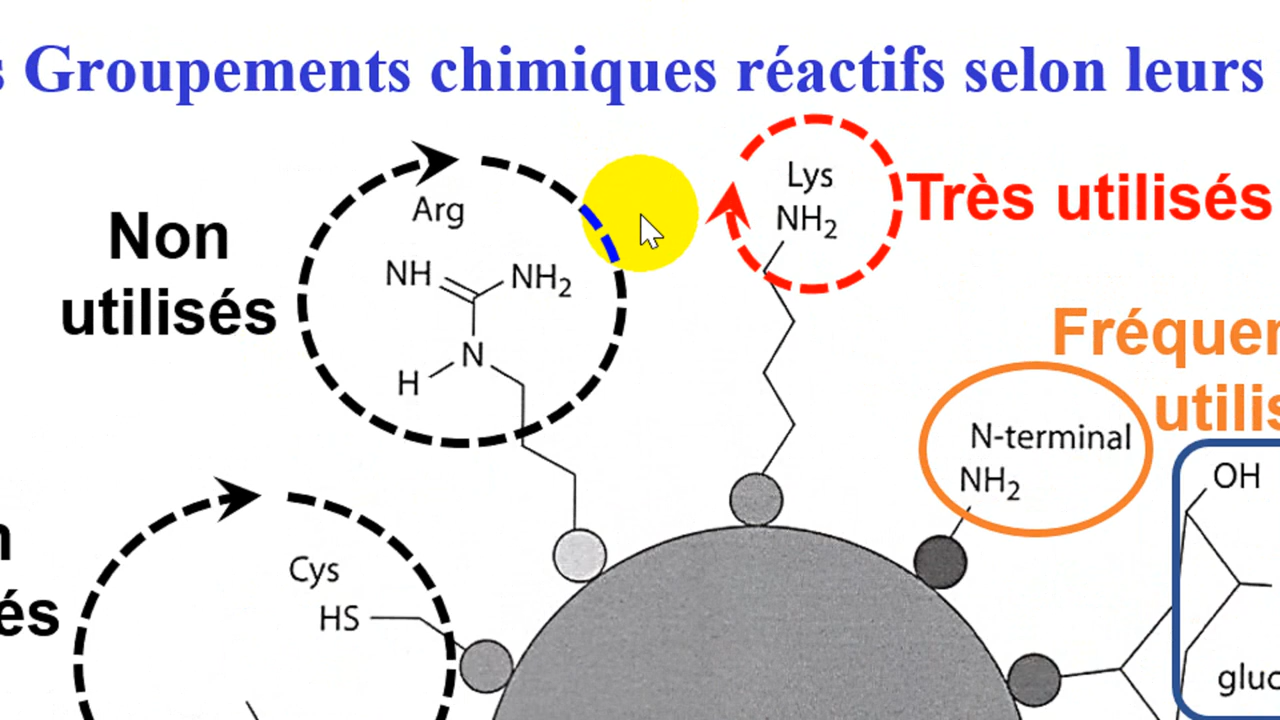 s Groupements chimiques réactifs selon leurs
Non
utilisés
Arg
NH
NH2
N
H
Lys
NH2
Très utilisés
Fréquen
utilis
N-terminal
NH2
OH
gluc
n
és
Cys
HS